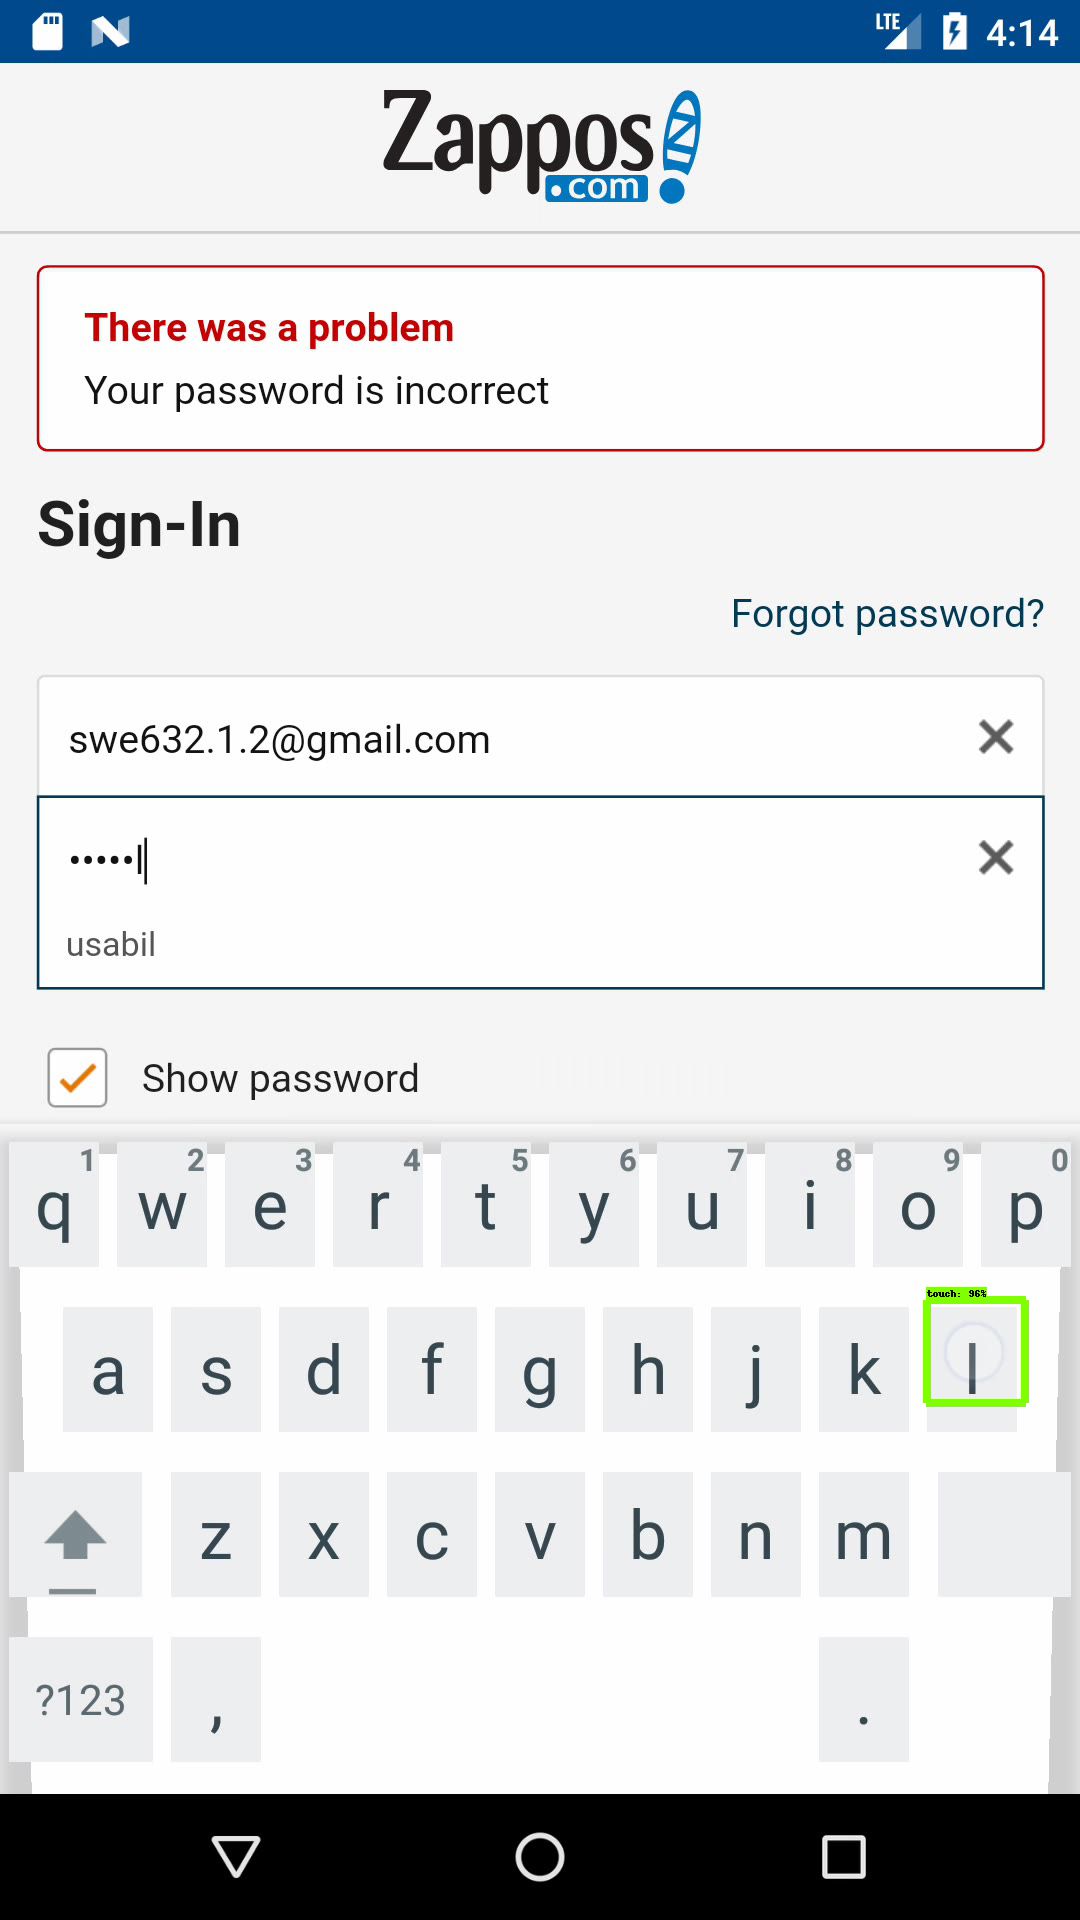 LTE 4:14
Zappos
.com
There was a problem
Your password is incorrect
Sign-In
Forgot password?
swe632.1.2@gmail.com
•••••l
usabil
Show password
1 2 3 4 5 6 7 8 9 0
q w e r t y u i o p
touch: 96%
a s d f g h j k l
z x c v b n m
?123 , .